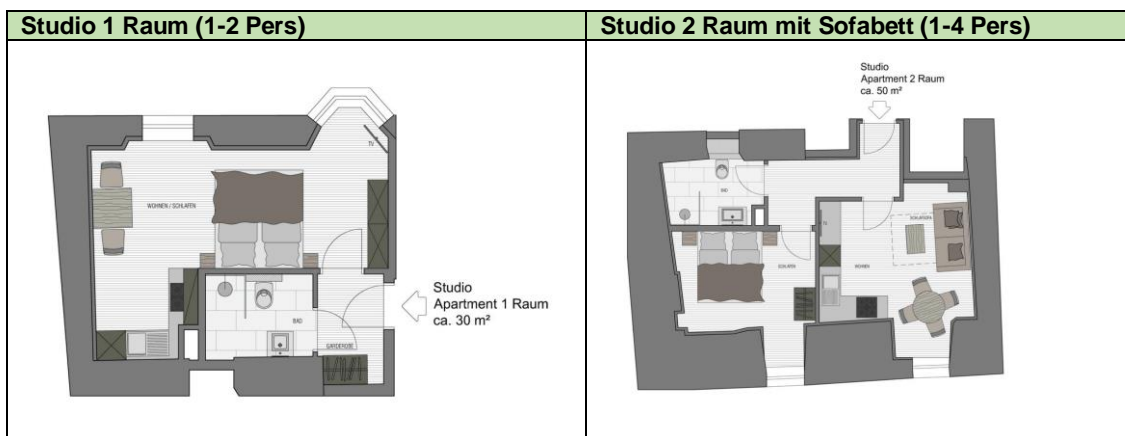 Studio 1 Raum (1-2 Pers)
TV
WOHNEN / SCHLAFEN
BAD
GARDEROBE
Studio
Apartment 1 Raum
ca. 30 m²
Studio 2 Raum mit Sofabett (1-4 Pers)
Studio
Apartment 2 Raum
ca. 50 m²
BAD
SCHLAFSOFA
TV
SCHLAFEN
WOHNEN